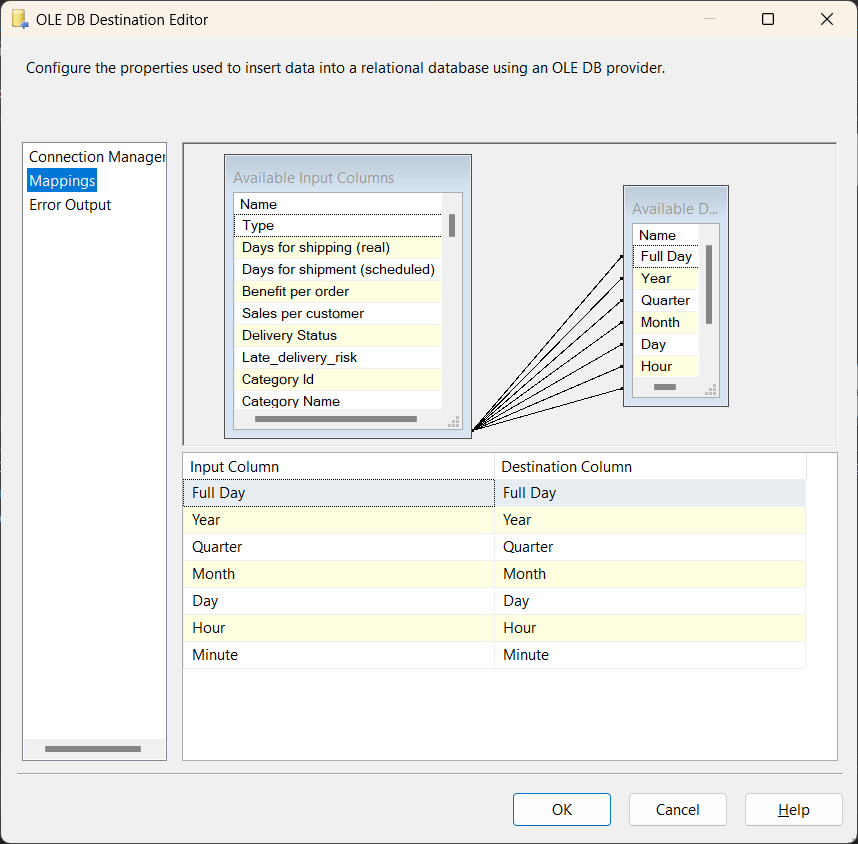 OLE DB Destination Editor
Configure the properties used to insert data into a relational database using an OLE DB provider.
Connection Manager
Mappings
Error Output
Available Input Columns
Name
Type
Days for shipping (real)
Days for shipment (scheduled)
Benefit per order
Sales per customer
Delivery Status
Late_delivery_risk
Category Id
Category Name
Available D...
Name
Full Day
Year
Quarter
Month
Day
Hour
Input Column Destination Column
Full Day Full Day
Year Year
Quarter Quarter
Month Month
Day Day
Hour Hour
Minute Minute
OK Cancel Help